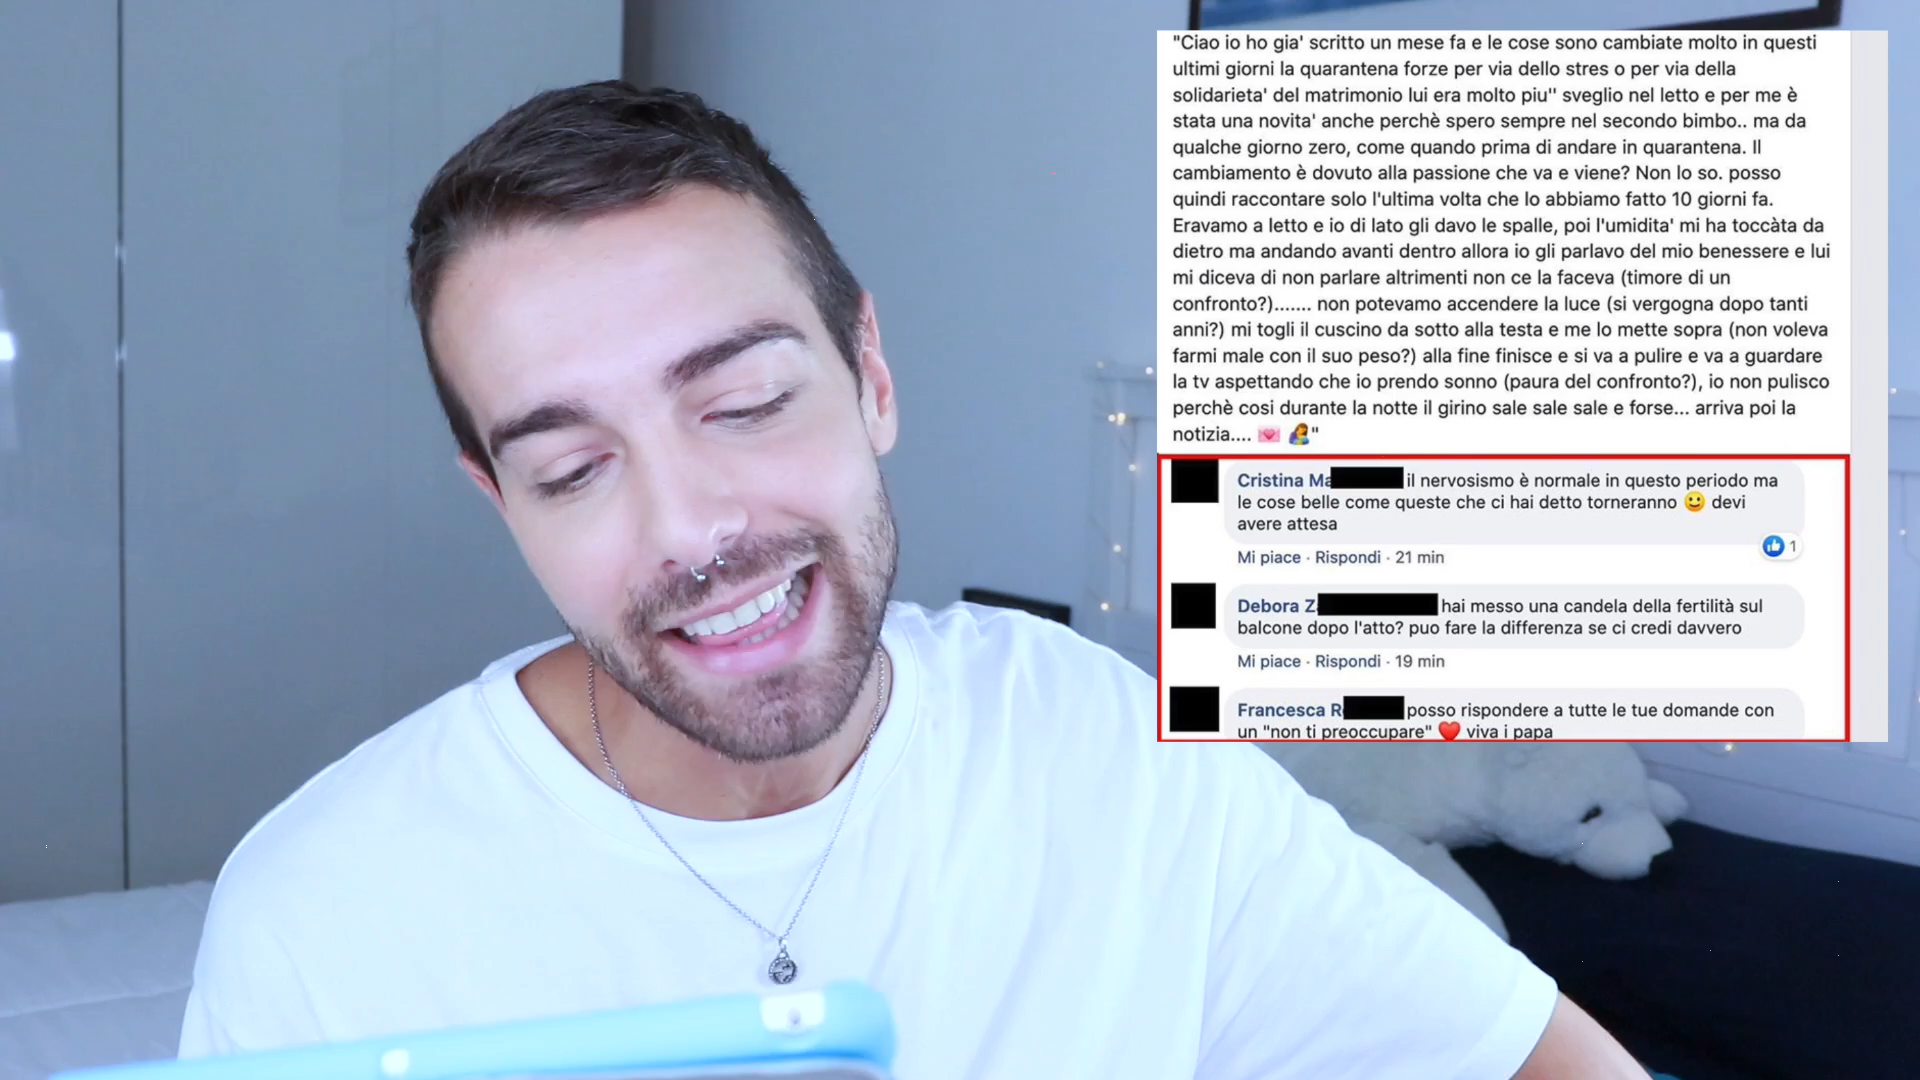 "Ciao io ho gia' scritto un mese fa e le cose sono cambiate molto in questi
ultimi giorni la quarantena forze per via dello stres o per via della
solidarieta' del matrimonio lui era molto piu'' sveglio nel letto e per me è
stata una novita' anche perchè spero sempre nel secondo bimbo.. ma da
qualche giorno zero, come quando prima di andare in quarantena. Il
cambiamento è dovuto alla passione che va e viene? Non lo so. posso
quindi raccontare solo l'ultima volta che lo abbiamo fatto 10 giorni fa.
Eravamo a letto e io di lato gli davo le spalle, poi l'umidita' mi ha toccàta da
dietro ma andando avanti dentro allora io gli parlavo del mio benessere e lui
mi diceva di non parlare altrimenti non ce la faceva (timore di un
confronto?)....... non potevamo accendere la luce (si vergogna dopo tanti
anni?) mi togli il cuscino da sotto alla testa e me lo mette sopra (non voleva
farmi male con il suo peso?) alla fine finisce e si va a pulire e va a guardare
la tv aspettando che io prendo sonno (paura del confronto?), io non pulisco
perchè cosi durante la notte il girino sale sale sale e forse... arriva poi la
notizia.... 💌 🤱"
Cristina Ma il nervosismo è normale in questo periodo ma
le cose belle come queste che ci hai detto torneranno 🙂 devi
avere attesa
1
Mi piace · Rispondi · 21 min
Debora Z hai messo una candela della fertilità sul
balcone dopo l'atto? puo fare la differenza se ci credi davvero
Mi piace · Rispondi · 19 min
Francesca R posso rispondere a tutte le tue domande con
un "non ti preoccupare" ❤️ viva i papa